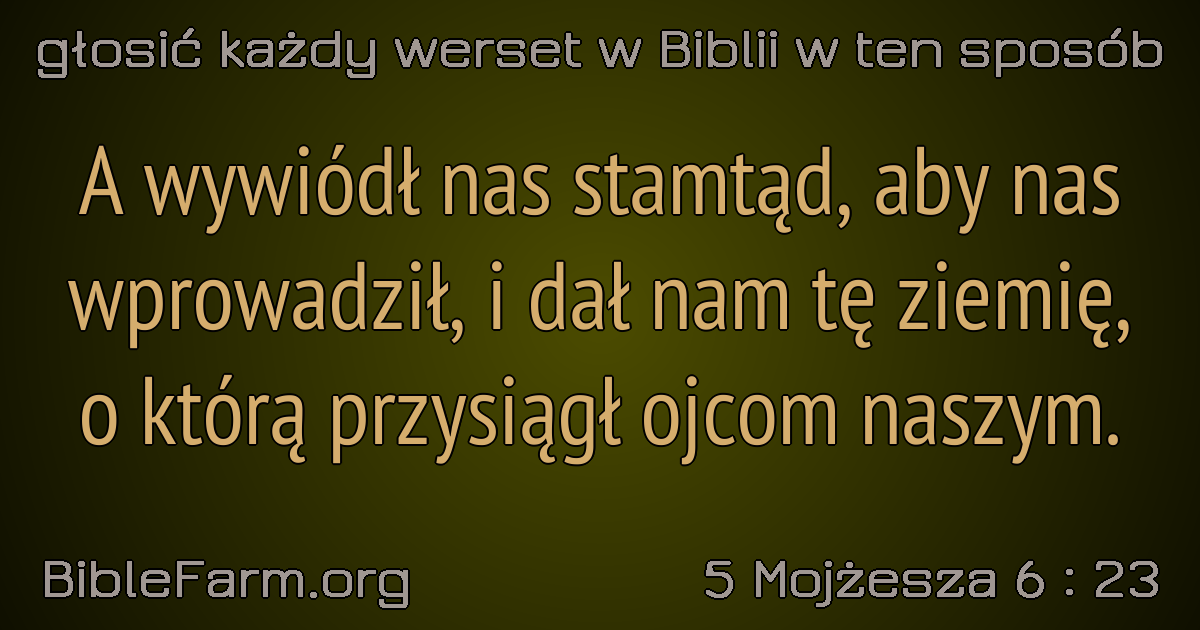 głosić każdy werset w Biblii w ten sposób
A wywiódł nas stamtąd, aby nas
wprowadził, i dał nam tę ziemię,
o którą przysiągł ojcom naszym.
BibleFarm.org
5 Mojżesza 6 : 23